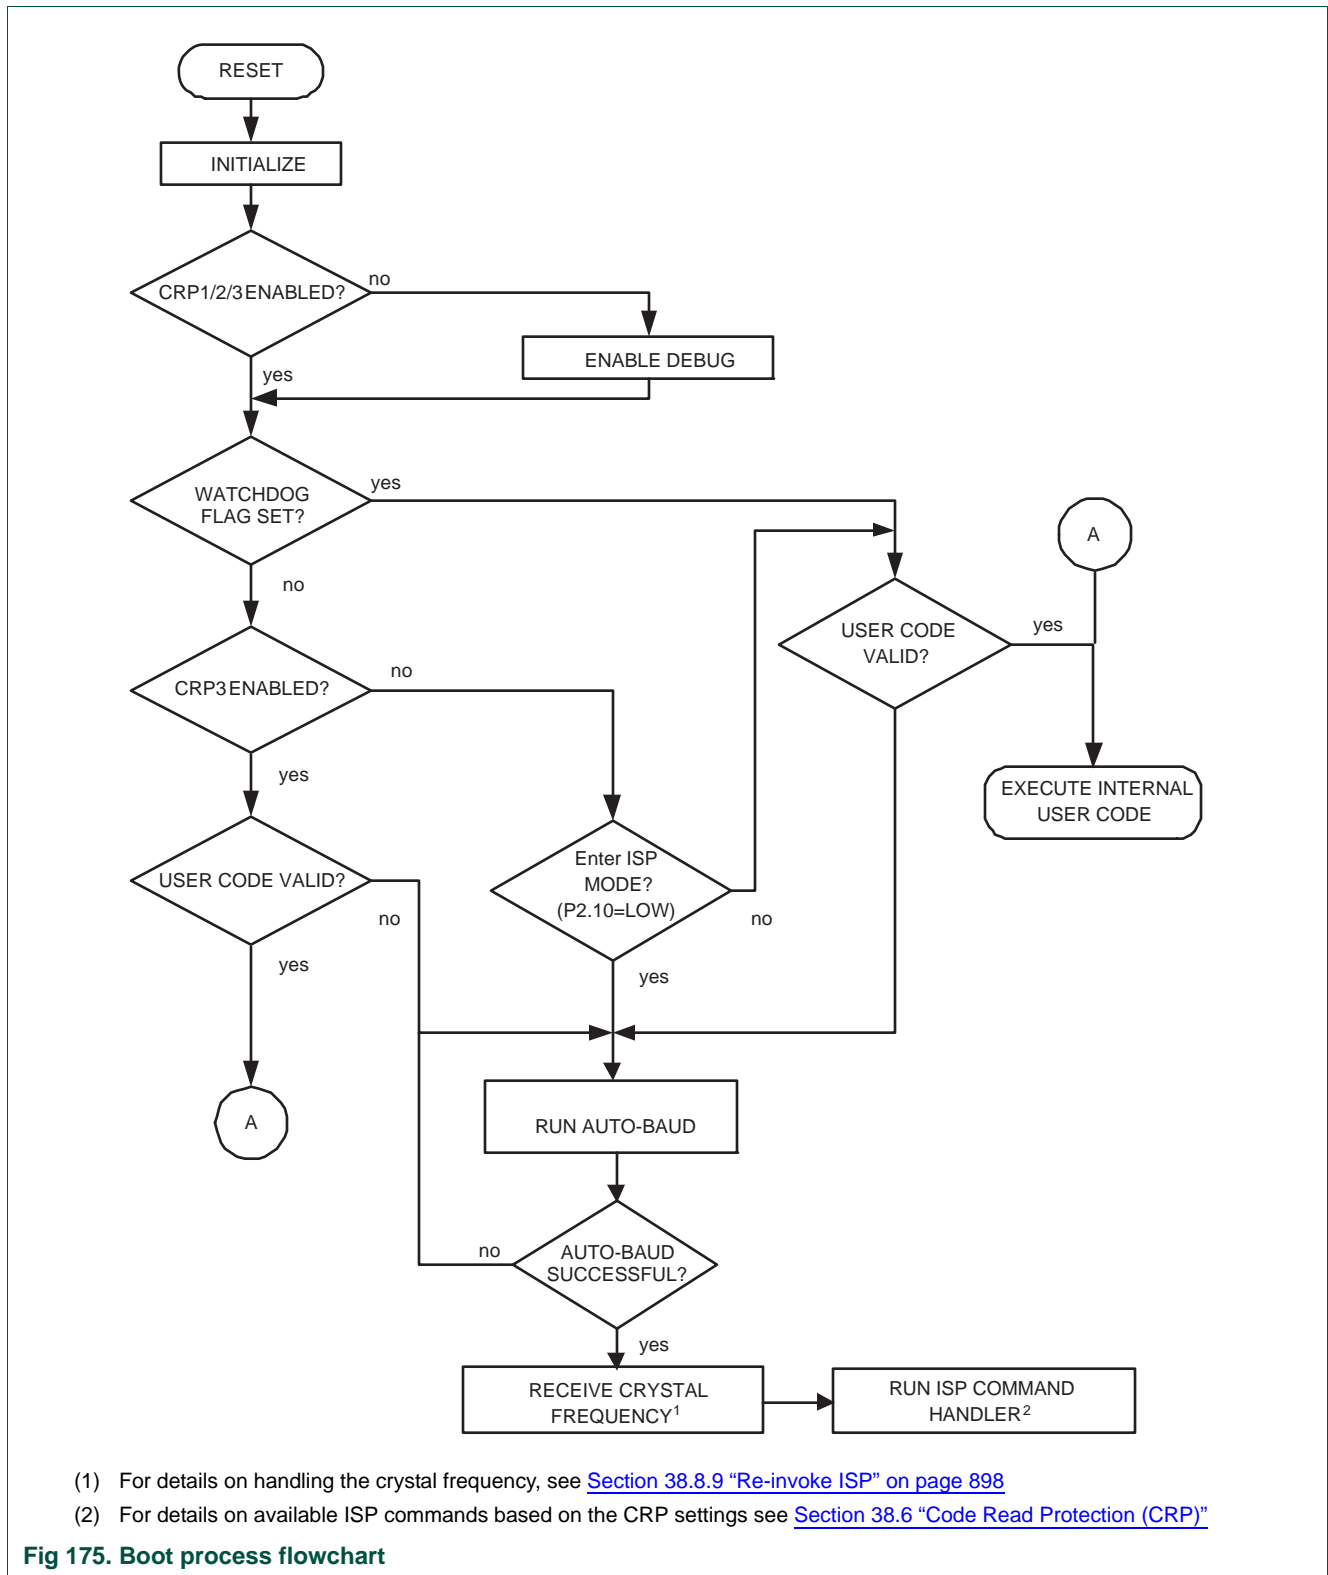 RESET
INITIALIZE
CRP1/2/3 ENABLED?
no
ENABLE DEBUG
yes
WATCHDOG
FLAG SET?
yes
A
no
USER CODE
VALID?
yes
CRP3 ENABLED?
no
yes
EXECUTE INTERNAL
USER CODE
Enter ISP
MODE?
(P2.10=LOW)
USER CODE VALID?
no
no
yes
yes
A
RUN AUTO-BAUD
no
AUTO-BAUD
SUCCESSFUL?
yes
RECEIVE CRYSTAL
FREQUENCY1
RUN ISP COMMAND
HANDLER2
(1) For details on handling the crystal frequency, see Section 38.8.9 “Re-invoke ISP” on page 898
(2) For details on available ISP commands based on the CRP settings see Section 38.6 “Code Read Protection (CRP)”
Fig 175. Boot process flowchart